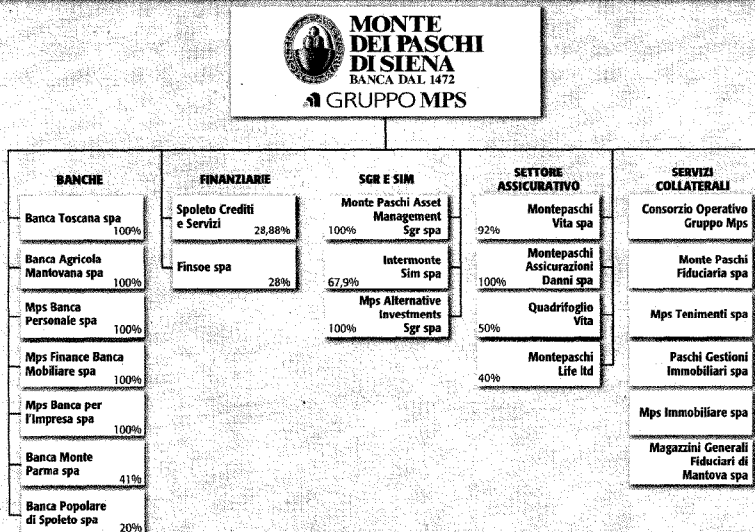 MONTE
DEI PASCHI
DI SIENA
BANCA DAL 1472
GRUPPO MPS
BANCHE
Banca Toscana spa
100%
Banca Agricola
Mantovana spa
100%
Mps Banca
Personale spa
100%
Mps Finance Banca
Mobiliare spa
100%
Mps Banca per
l'Impresa spa
100%
Banca Monte
Parma spa
41%
Banca Popolare
di Spoleto spa
20%
FINANZIARIE
Spoleto Crediti
e Servizi
28,88%
Finsoe spa
28%
SGR E SIM
Monte Paschi Asset
Management
100% Sgr spa
Intermonte
Sim spa
67,9%
Mps Alternative
Investments
100% Sgr spa
SETTORE
ASSICURATIVO
Montepaschi
Vita spa
92%
Montepaschi
Assicurazioni
100% Danni spa
Quadrifoglio
Vita
50%
Montepaschi
Life ltd
40%
SERVIZI
COLLATERALI
Consorzio Operativo
Gruppo Mps
Monte Paschi
Fiduciaria spa
Mps Tenimenti spa
Paschi Gestioni
Immobiliari spa
Mps Immobiliare spa
Magazzini Generali
Fiduciari di
Mantova spa